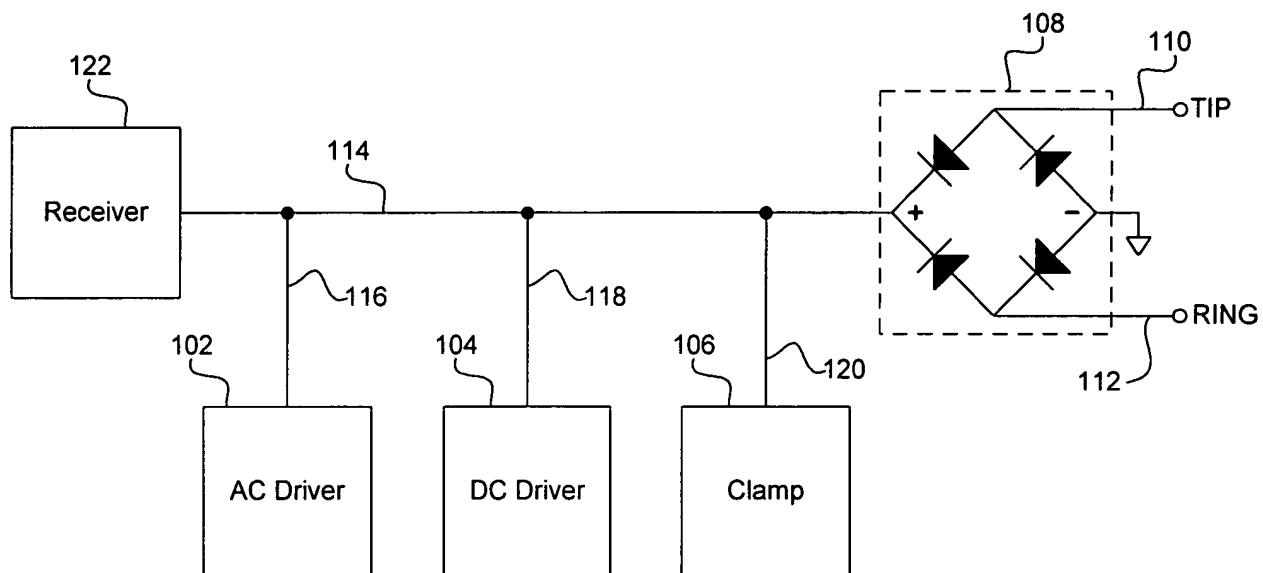 108
110
122
TIP
114
Receiver
+
-
116
118
RING
102
104
106
120
112
AC Driver
DC Driver
Clamp